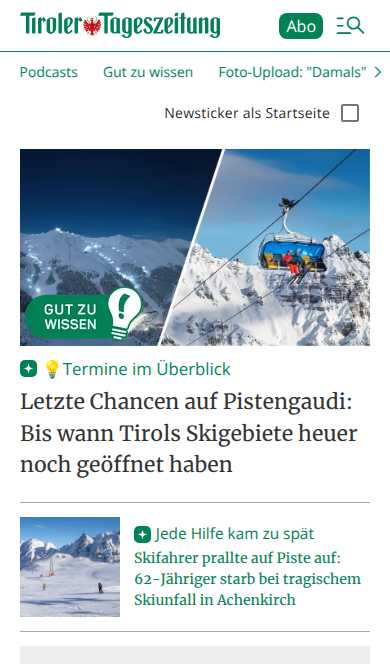 Tiroler Tageszeitung
Abo
Podcasts Gut zu wissen Foto-Upload: "Damals"
Newsticker als Startseite
GUT ZU
WISSEN
Termine im Überblick
Letzte Chancen auf Pistengaudi:
Bis wann Tirols Skigebiete heuer
noch geöffnet haben
Jede Hilfe kam zu spät
Skifahrer prallte auf Piste auf:
62-Jähriger starb bei tragischem
Skiunfall in Achenkirch